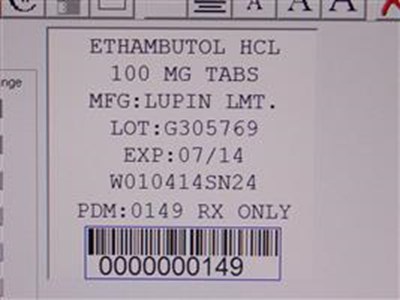 ETHAMBUTOL HCL
100 MG TABS
MFG:LUPIN LMT.
LOT:G305769
EXP:07/14
W010414SN24
PDM:0149 RX ONLY
0000000149
nge
A A A